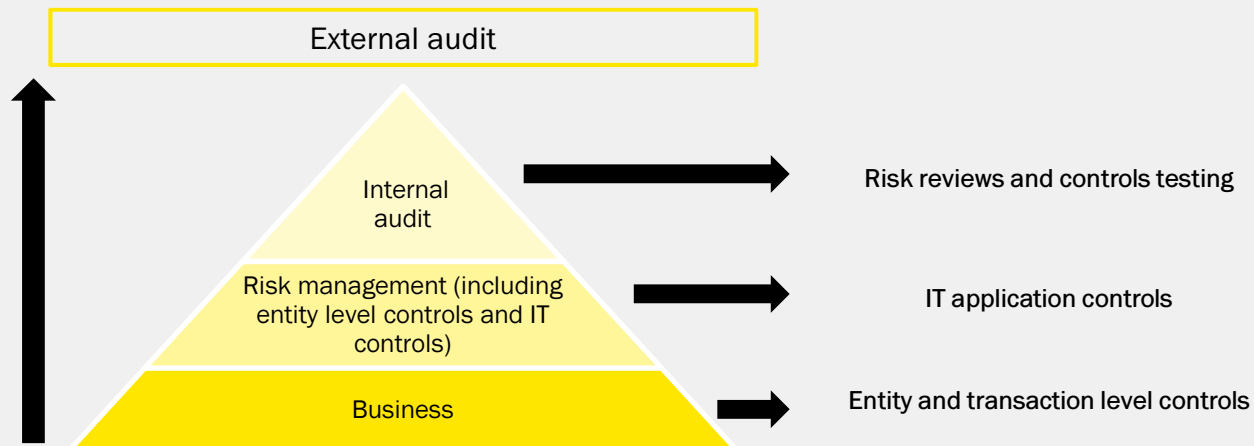 External audit
Internal
audit
Risk reviews and controls testing
Risk management (including
entity level controls and IT
controls)
IT application controls
Business
Entity and transaction level controls